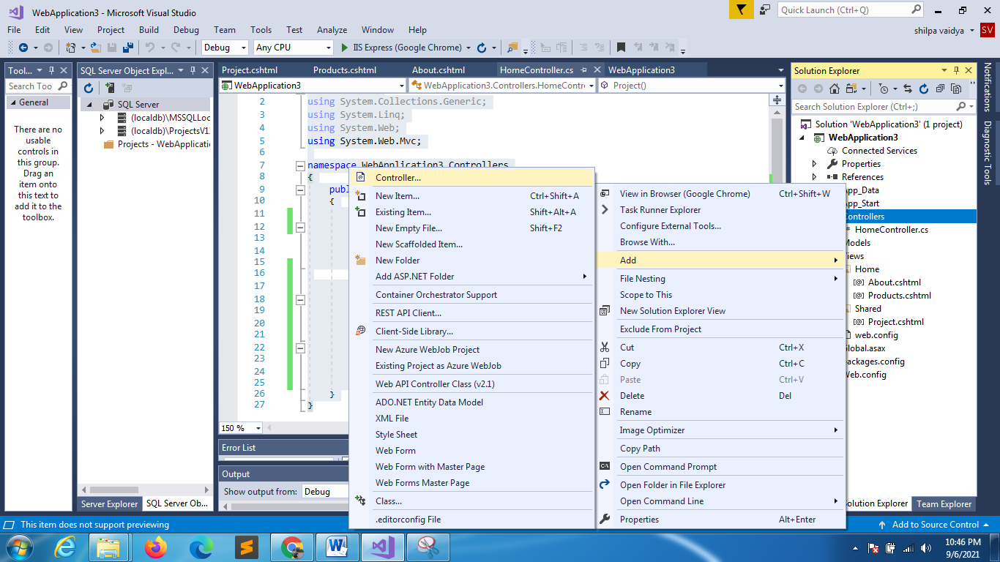 WebApplication3 - Microsoft Visual Studio
Quick Launch (Ctrl+Q)
File Edit View Project Build Debug Team Tools Test Analyze Window Help
shilpa vaidya SV
Debug Any CPU IIS Express (Google Chrome)
Tool...
Search Too
General
There are no
usable
controls in
this group.
Drag an
item onto
this text to
add it to the
toolbox.
SQL Server Object Expl...
SQL Server
(localdb)\MSSQLLoc
(localdb)\ProjectsV1
Projects - WebApplicatio
Server Explorer SQL Server Ob...
Project.cshtml Products.cshtml About.cshtml HomeController.cs WebApplication3
WebApplication3 WebApplication3.Controllers.HomeContro Project()
2 using System.Collections.Generic;
3 using System.Linq;
4 using System.Web;
5 using System.Web.Mvc;
6
7 namespace WebApplication3.Controllers
8 {
9 publ
10 {
11
12
13
14
15
16
17
18
19
20
21
22
23
24
25
26 }
27 }
150 %
Error List
Output
Show output from: Debug
Controller...
New Item... Ctrl+Shift+A
Existing Item... Shift+Alt+A
New Empty File... Shift+F2
New Scaffolded Item...
New Folder
Add ASP.NET Folder
Container Orchestrator Support
REST API Client...
Client-Side Library...
New Azure WebJob Project
Existing Project as Azure WebJob
Web API Controller Class (v2.1)
ADO.NET Entity Data Model
XML File
Style Sheet
Web Form
Web Form with Master Page
Web Forms Master Page
Class...
.editorconfig File
View in Browser (Google Chrome) Ctrl+Shift+W
Task Runner Explorer
Configure External Tools...
Browse With...
Add
File Nesting
Scope to This
New Solution Explorer View
Exclude From Project
Cut Ctrl+X
Copy Ctrl+C
Paste Ctrl+V
Delete Del
Rename
Image Optimizer
Copy Path
Open Command Prompt
Open Folder in File Explorer
Open Command Line
Properties Alt+Enter
Solution Explorer
Search Solution Explorer (Ctrl+;)
Solution 'WebApplication3' (1 project)
WebApplication3
Connected Services
Properties
References
App_Data
App_Start
Controllers
HomeController.cs
Models
Views
Home
About.cshtml
Products.cshtml
Shared
Project.cshtml
web.config
Global.asax
packages.config
Web.config
Solution Explorer Team Explorer
Notifications
Diagnostic Tools
This item does not support previewing
Add to Source Control
10:46 PM
9/6/2021